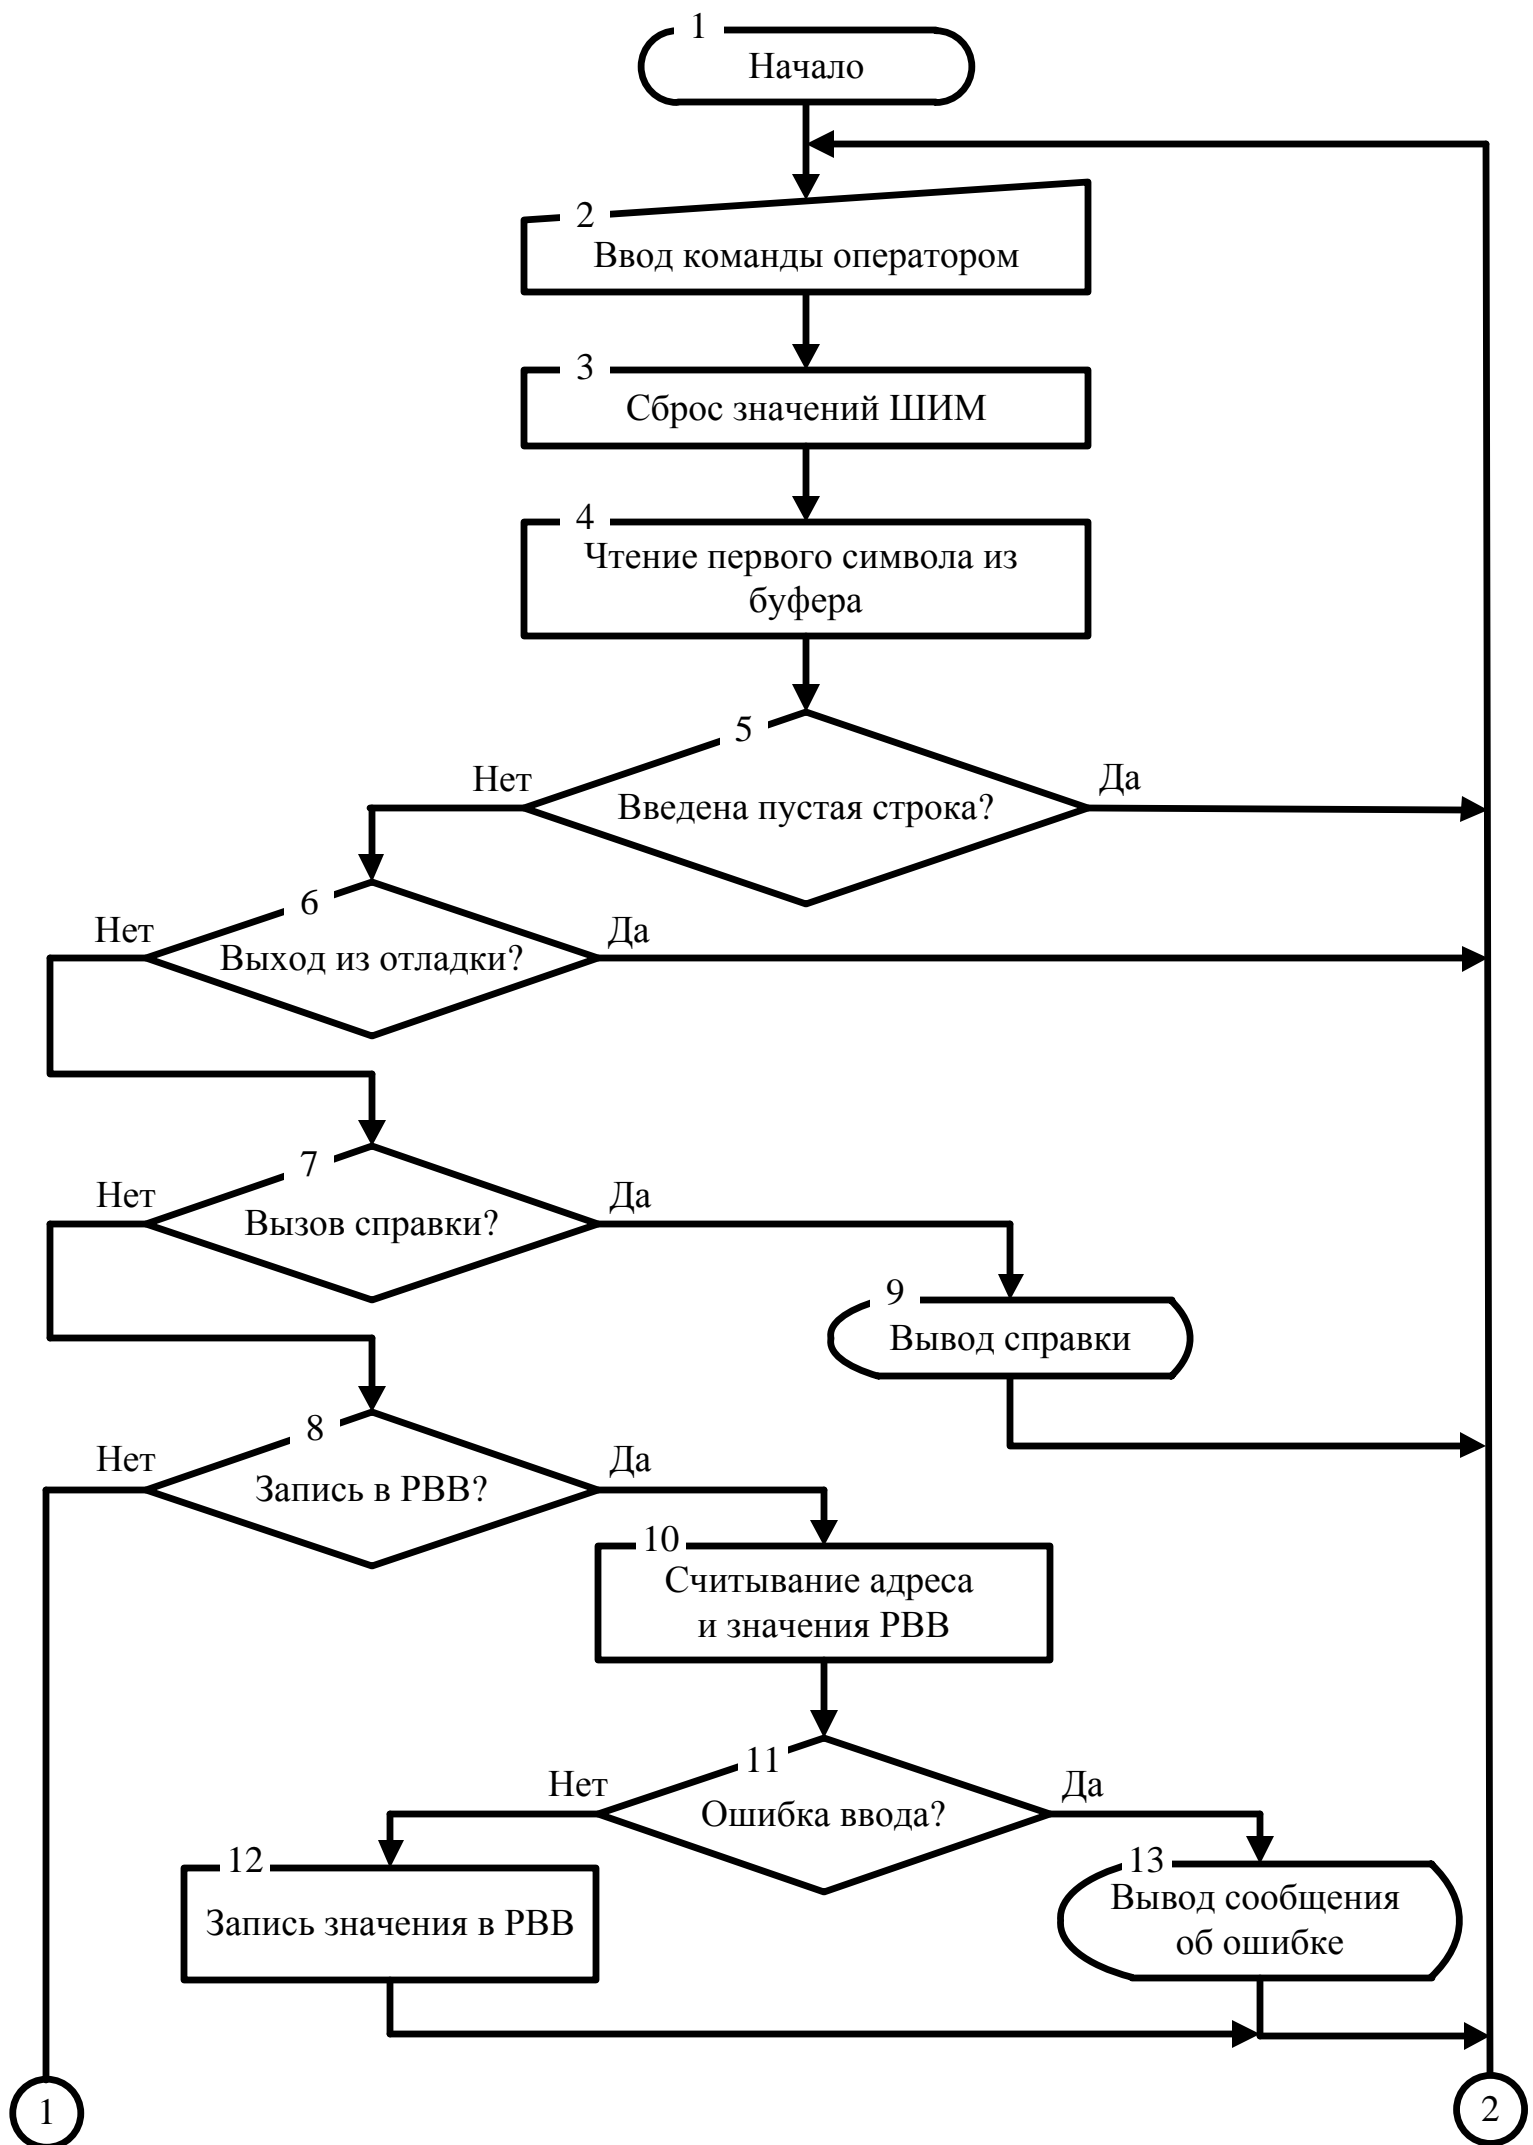 1
Начало
2
Ввод команды оператором
3
Сброс значений ШИМ
4
Чтение первого символа из
буфера
5
Нет
Да
Введена пустая строка?
6
Нет
Да
Выход из отладки?
7
Нет
Да
Вызов справки?
9
Вывод справки
8
Нет
Да
Запись в РВВ?
10
Считывание адреса
и значения РВВ
11
Нет
Да
Ошибка ввода?
12
Запись значения в РВВ
13
Вывод сообщения
об ошибке
1
2